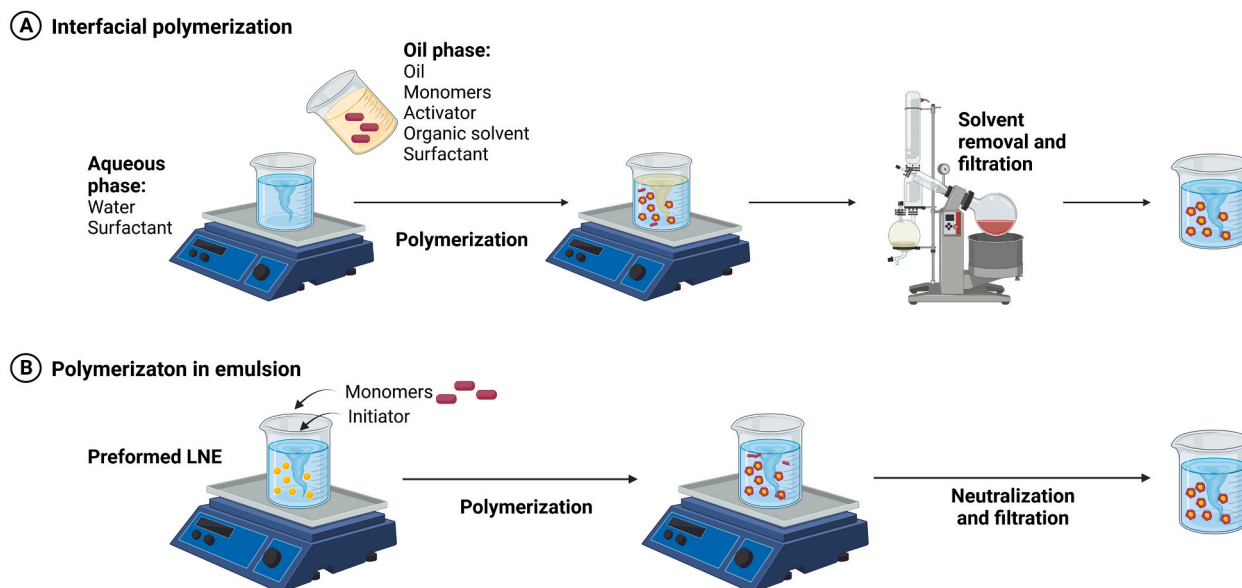 A Interfacial polymerization
Oil phase:
Oil
Monomers
Activator
Organic solvent
Surfactant
Aqueous
phase:
Water
Surfactant
Polymerization
Solvent
removal and
filtration
B Polymerizaton in emulsion
Monomers
Initiator
Preformed LNE
Polymerization
Neutralization
and filtration